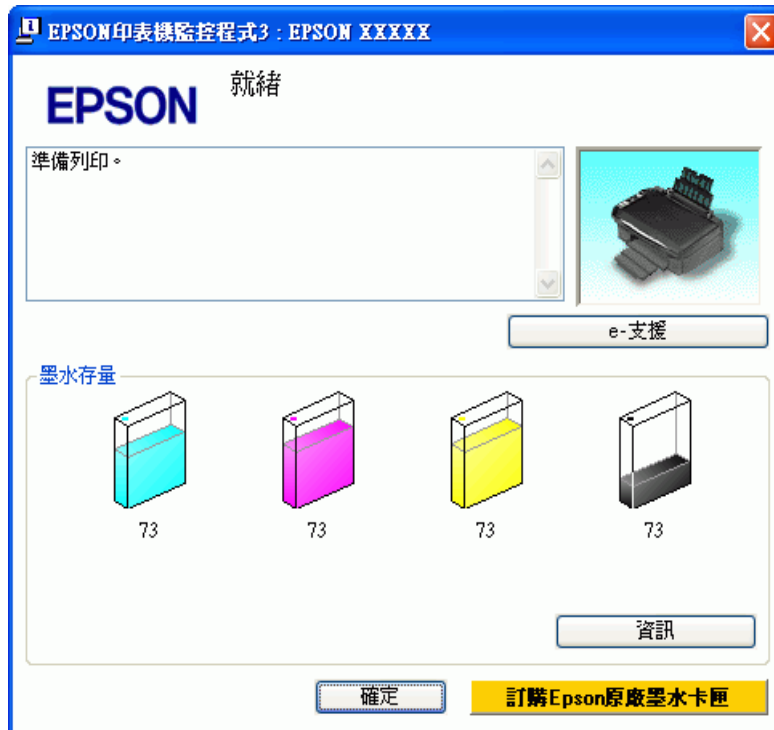 EPSON印表機監控程式3 : EPSON XXXXX
EPSON
就緒
準備列印。
e-支援
墨水存量
73 73 73 73
資訊
確定 訂購Epson原廠墨水卡匣